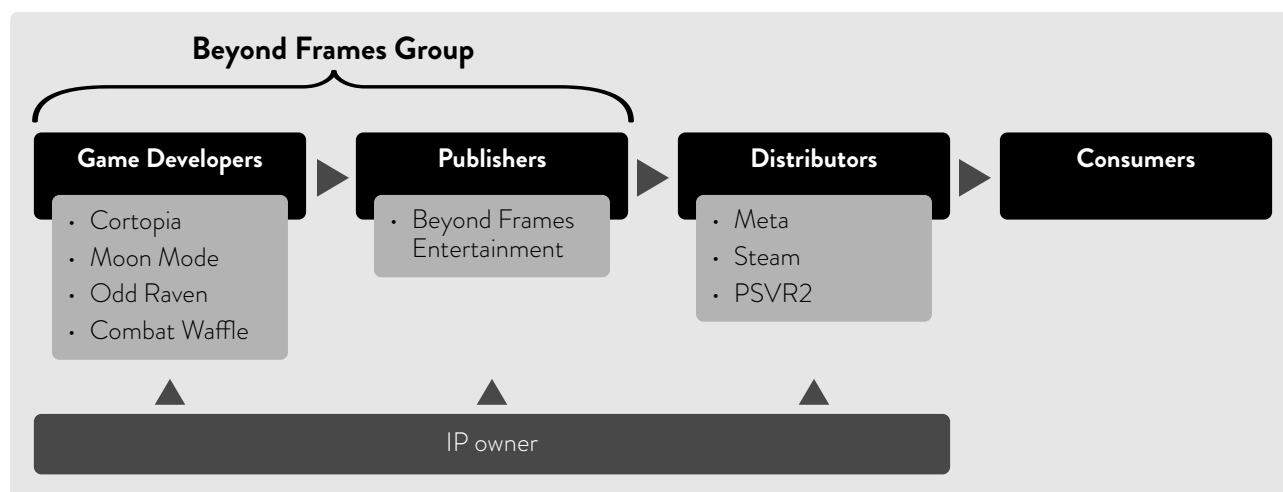 Beyond Frames Group
Game Developers
• Cortopia
• Moon Mode
• Odd Raven
• Combat Waffle
Publishers
• Beyond Frames
Entertainment
Distributors
• Meta
• Steam
• PSVR2
Consumers
IP owner